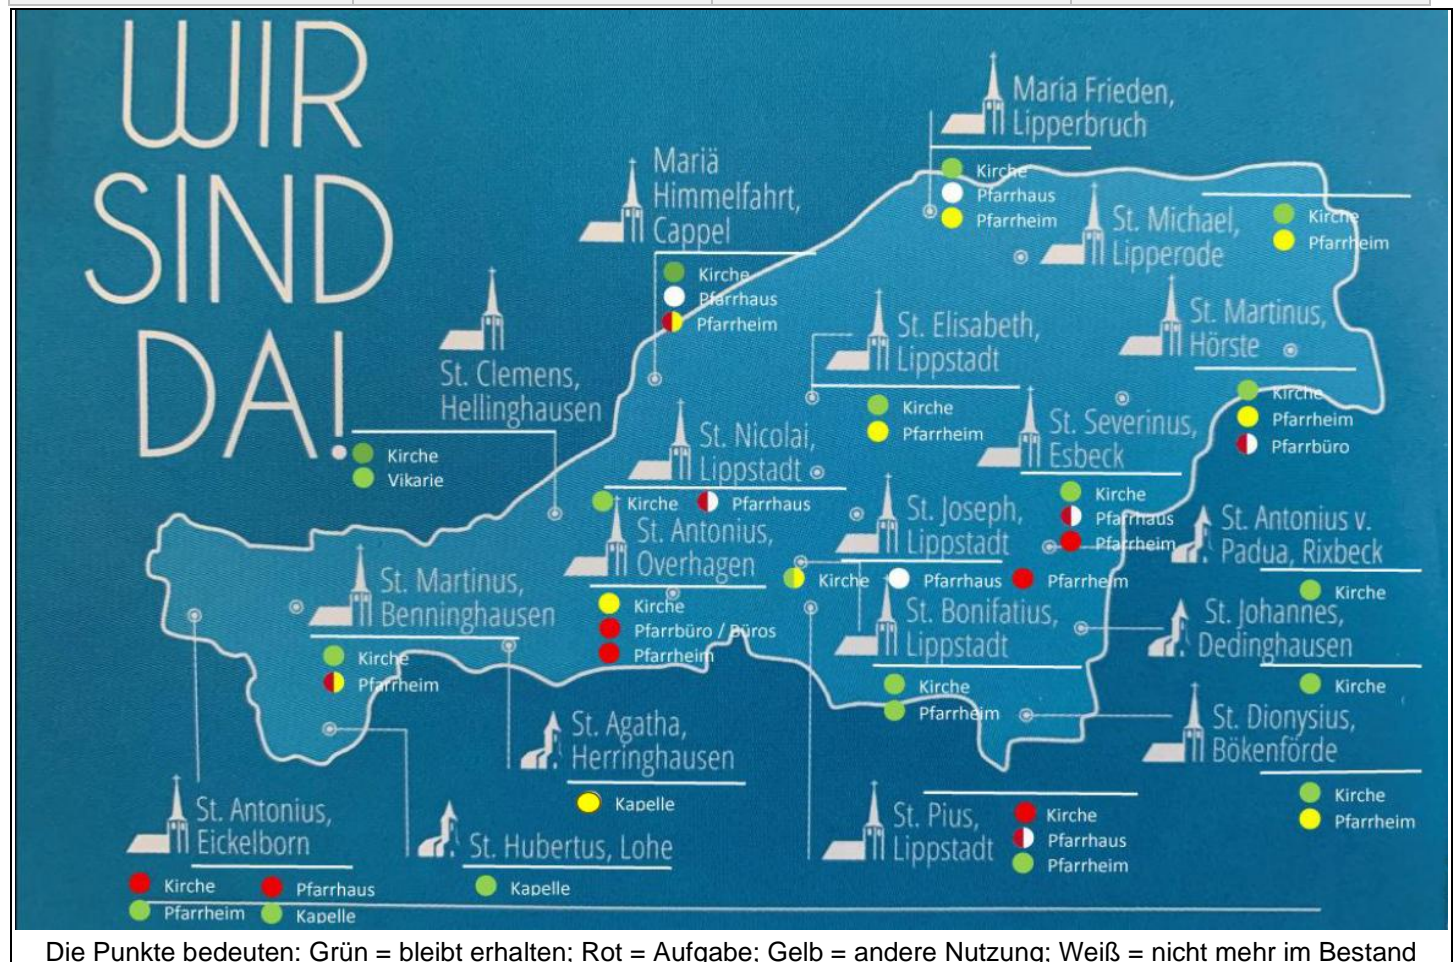 WIR
SIND
DA!
Maria Frieden,
Lipperbruch
Kirche
Pfarrhaus
Pfarrheim
Mariä
Himmelfahrt,
Cappel
Kirche
Pfarrhaus
Pfarrheim
St. Michael,
Lipperode
Kirche
Pfarrheim
St. Clemens,
Hellinghausen
Kirche
Vikarie
St. Elisabeth,
Lippstadt
Kirche
Pfarrheim
St. Martinus,
Hörste
Kirche
Pfarrheim
Pfarrbüro
St. Nicolai,
Lippstadt
Kirche Pfarrhaus
St. Severinus,
Esbeck
Kirche
Pfarrhaus
Pfarrheim
St. Antonius,
Overhagen
Kirche
Pfarrbüro / Büros
Pfarrheim
St. Joseph,
Lippstadt
Kirche Pfarrhaus Pfarrheim
St. Antonius v.
Padua, Rixbeck
Kirche
St. Martinus,
Benninghausen
Kirche
Pfarrheim
St. Bonifatius,
Lippstadt
Kirche
Pfarrheim
St. Johannes,
Dedinghausen
Kirche
St. Agatha,
Herringhausen
Kapelle
St. Dionysius,
Bökenförde
Kirche
Pfarrheim
St. Antonius,
Eickelborn
Kirche Pfarrhaus
Pfarrheim Kapelle
St. Hubertus, Lohe
Kapelle
St. Pius,
Lippstadt
Kirche
Pfarrhaus
Pfarrheim
Die Punkte bedeuten: Grün = bleibt erhalten; Rot = Aufgabe; Gelb = andere Nutzung; Weiß = nicht mehr im Bestand